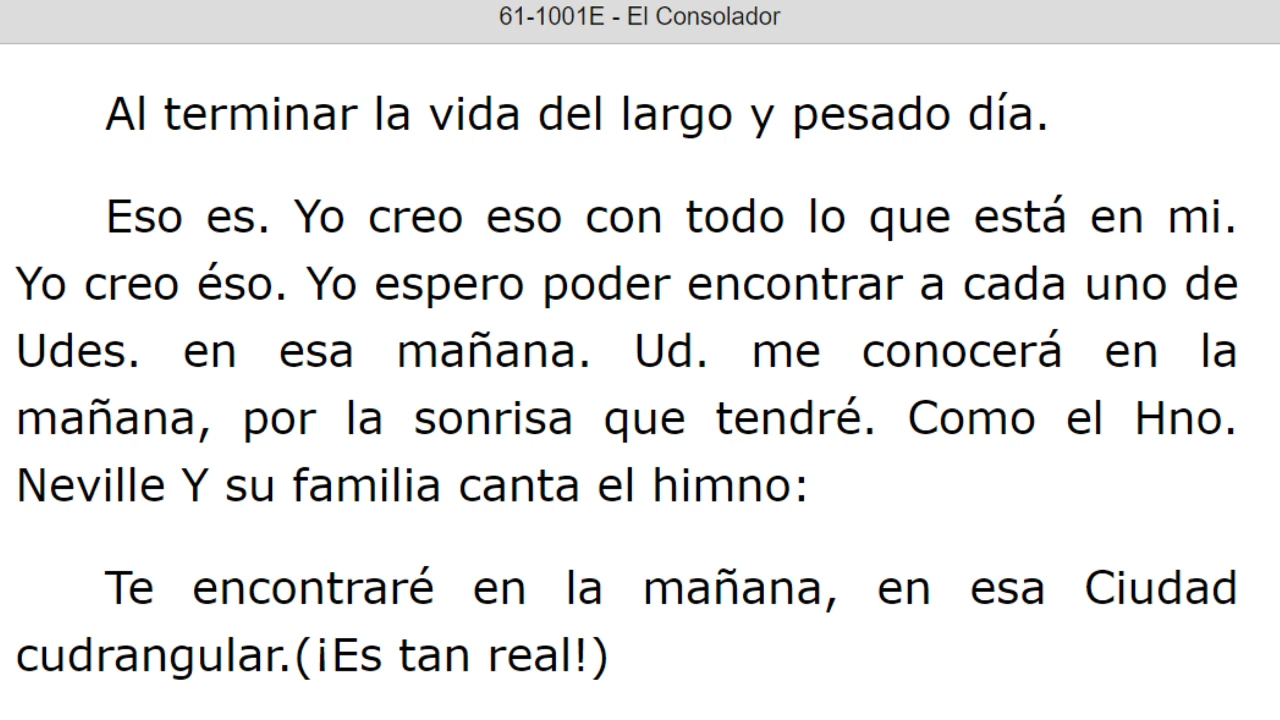 61-1001E - El Consolador
Al terminar la vida del largo y pesado día.
Eso es. Yo creo eso con todo lo que está en mi.
Yo creo éso. Yo espero poder encontrar a cada uno de
Udes. en esa mañana. Ud. me conocerá en la
mañana, por la sonrisa que tendré. Como el Hno.
Neville Y su familia canta el himno:
Te encontraré en la mañana, en esa Ciudad
cudrangular.(¡Es tan real!)